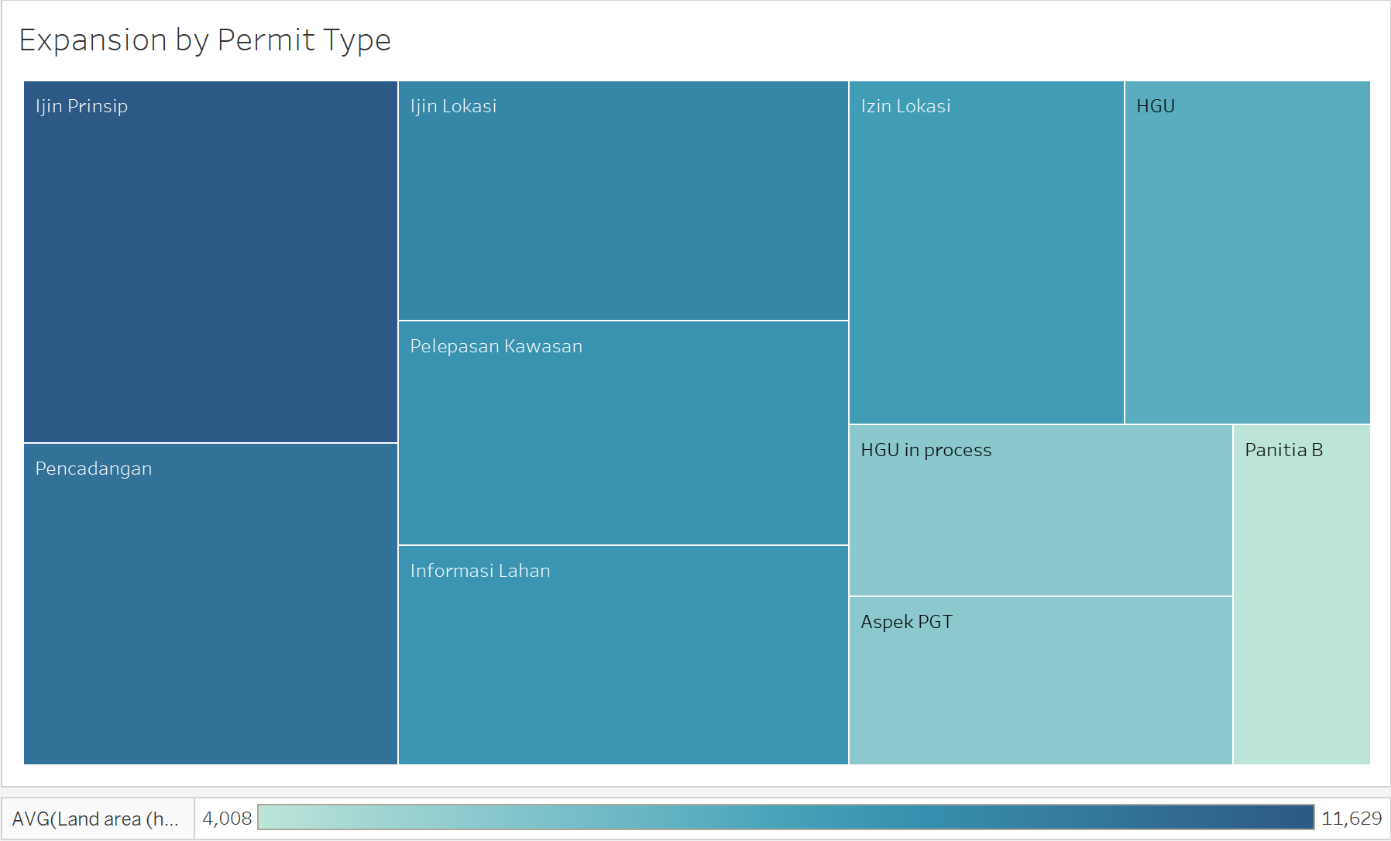 Expansion by Permit Type
Ijin Prinsip
Ijin Lokasi
Izin Lokasi
HGU
Pelepasan Kawasan
HGU in process
Panitia B
Pencadangan
Informasi Lahan
Aspek PGT
AVG(Land area (h...
4,008
11,629